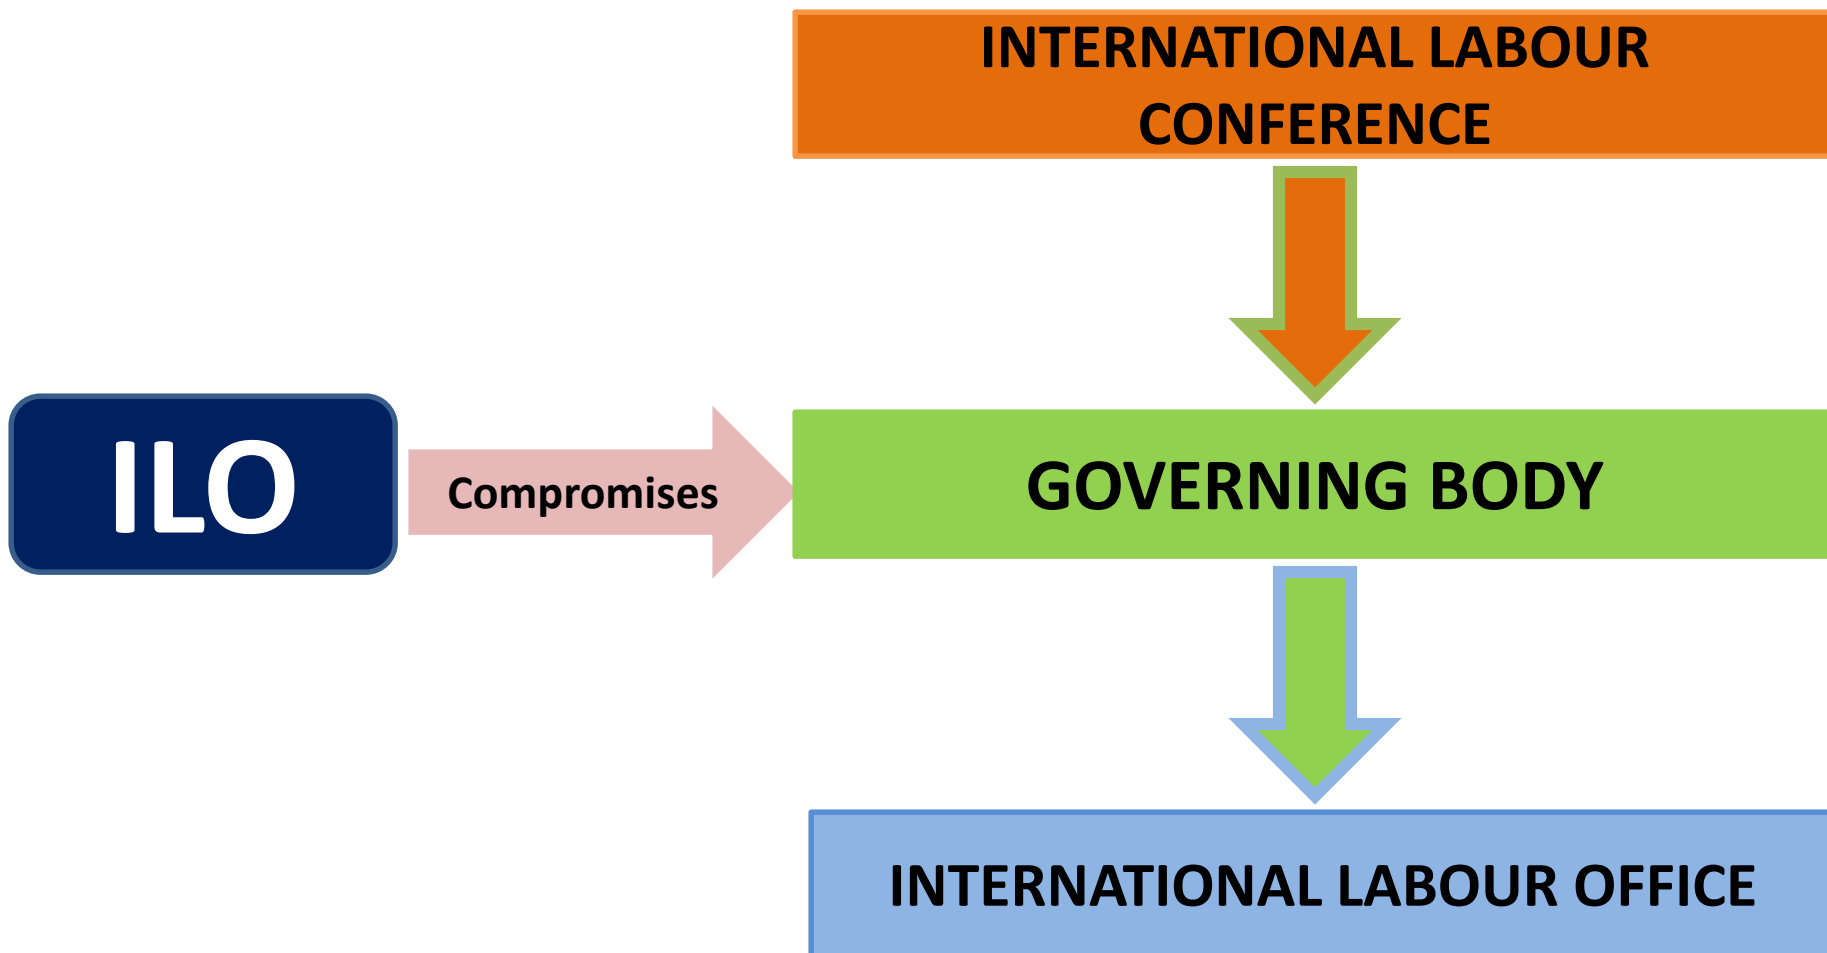 INTERNATIONAL LABOUR
CONFERENCE
ILO
Compromises
GOVERNING BODY
INTERNATIONAL LABOUR OFFICE